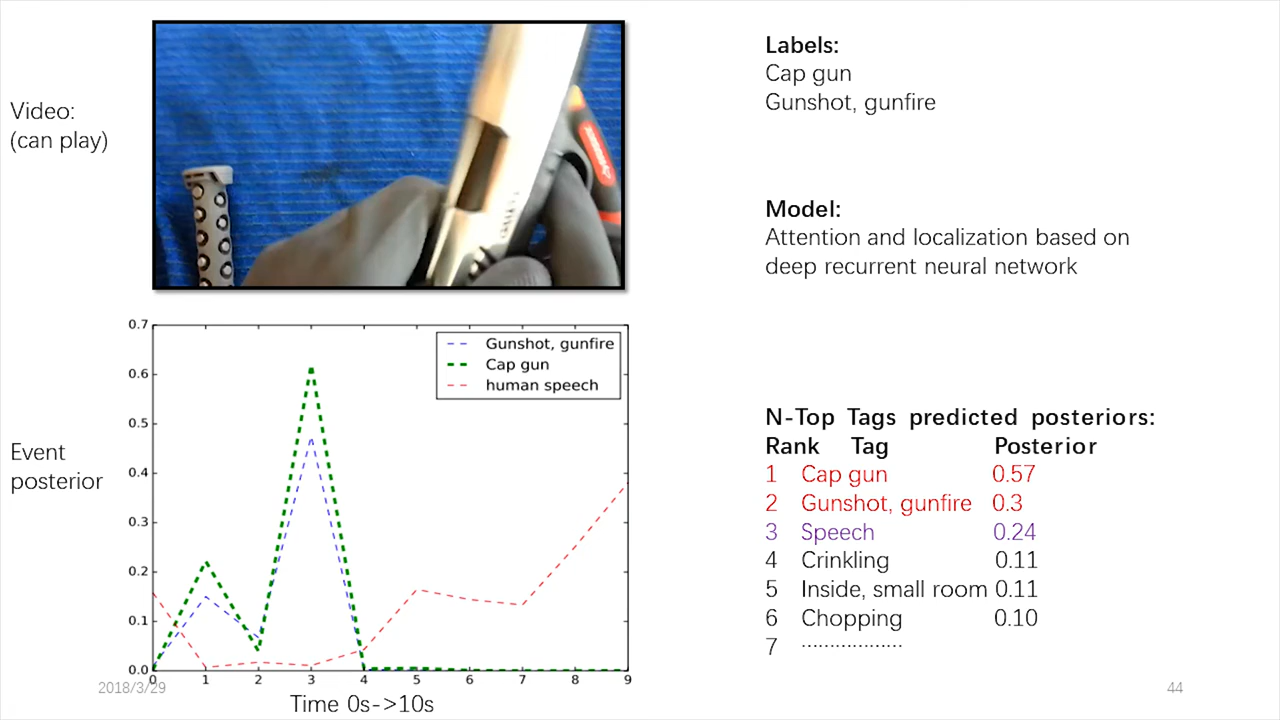 Video:
(can play)
Labels:
Cap gun
Gunshot, gunfire
Model:
Attention and localization based on
deep recurrent neural network
Event
posterior
0.7
0.6
0.5
0.4
0.3
0.2
0.1
0.0
Gunshot, gunfire
Cap gun
human speech
0 1 2 3 4 5 6 7 8 9
Time 0s->10s
N-Top Tags predicted posteriors:
Rank Tag Posterior
1 Cap gun 0.57
2 Gunshot, gunfire 0.3
3 Speech 0.24
4 Crinkling 0.11
5 Inside, small room 0.11
6 Chopping 0.10
7 ..................
2018/3/29
44